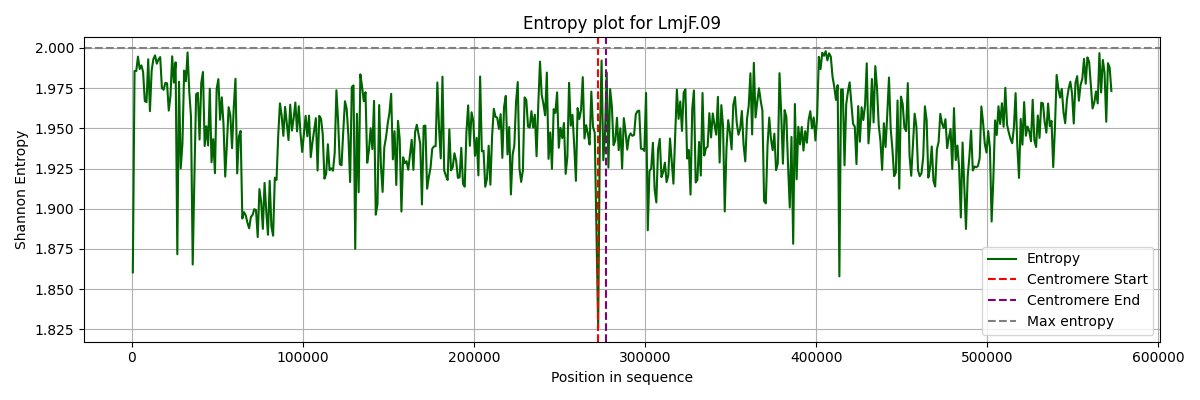 Entropy plot for LmjF.09
Shannon Entropy
2.000
1.975
1.950
1.925
1.900
1.875
1.850
1.825
Entropy
Centromere Start
Centromere End
Max entropy
0
100000
200000
300000
400000
500000
600000
Position in sequence